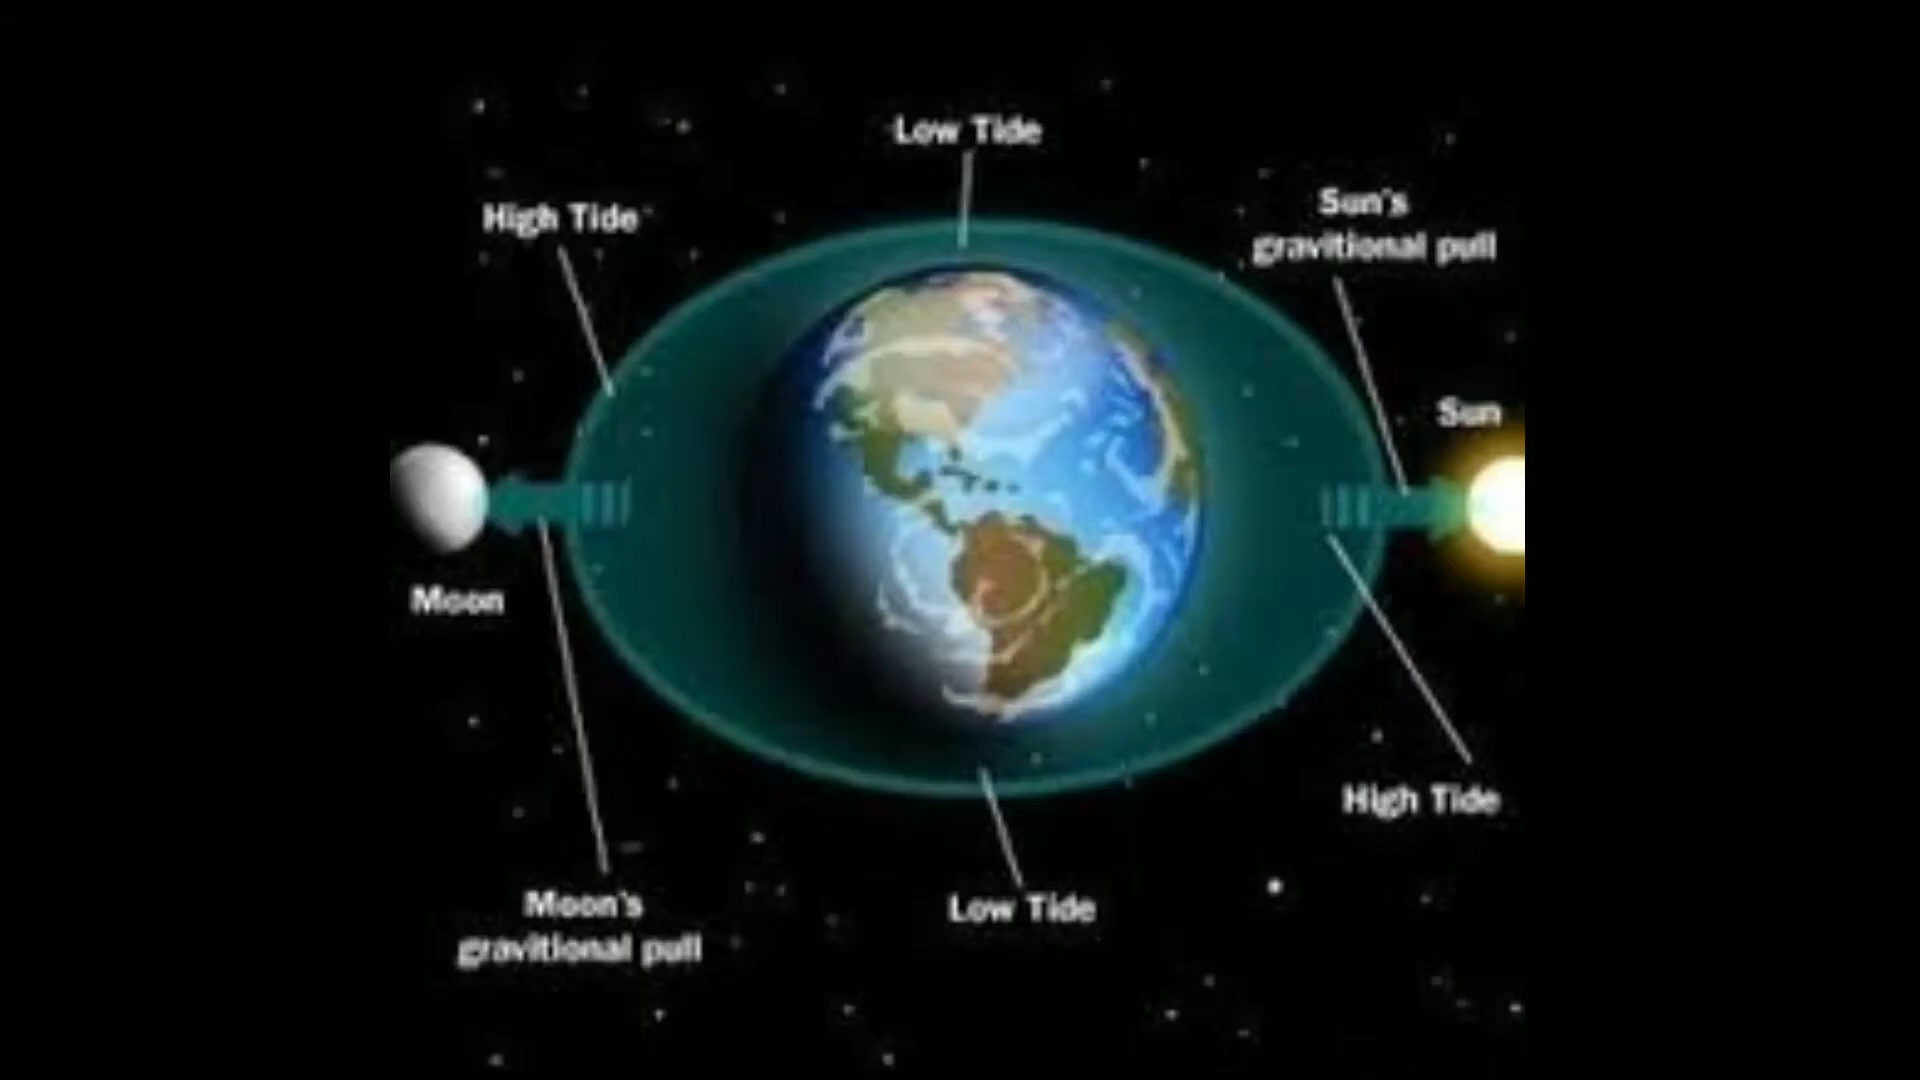 Low Tide
High Tide
Sun's
gravitional pull
Sun
Moon
High Tide
Moon's
gravitional pull
Low Tide